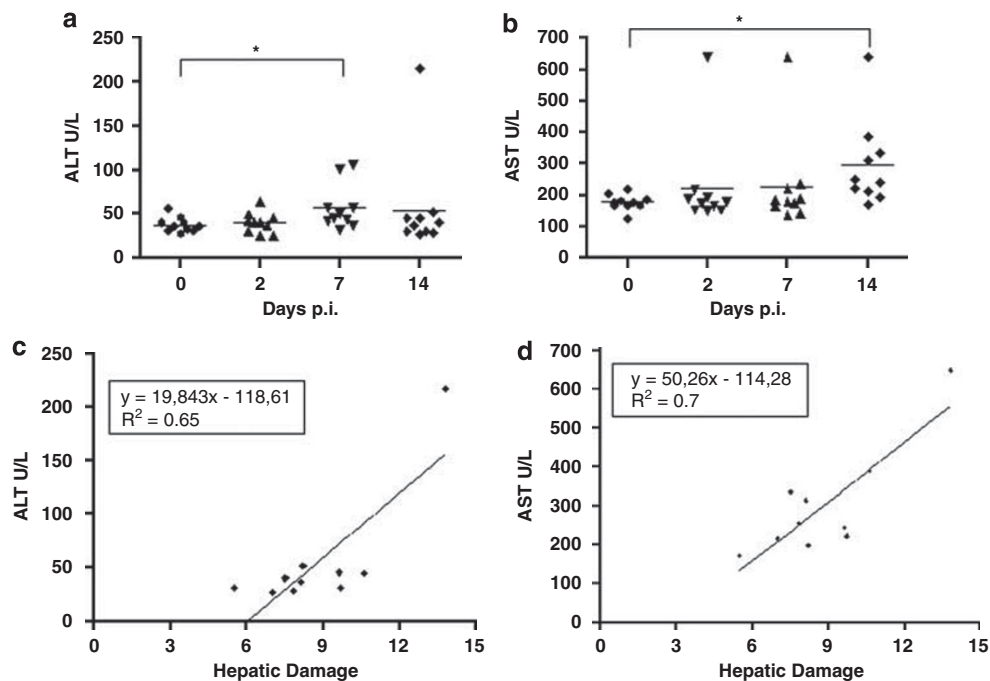 a
250
200
150
100
50
0
ALT U/L
*
0 2 7 14
Days p.i.
b
700
600
500
400
300
200
100
0
AST U/L
*
0 2 7 14
Days p.i.
c
250
200
150
100
50
0
ALT U/L
y = 19,843x - 118,61
R² = 0.65
0 3 6 9 12 15
Hepatic Damage
d
700
600
500
400
300
200
100
0
AST U/L
y = 50,26x - 114,28
R² = 0.7
0 3 6 9 12 15
Hepatic Damage